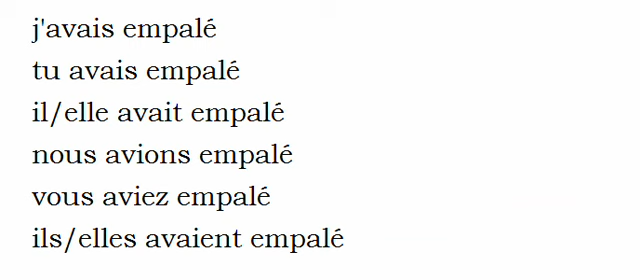 j'avais empalé
tu avais empalé
il/elle avait empalé
nous avions empalé
vous aviez empalé
ils/elles avaient empalé